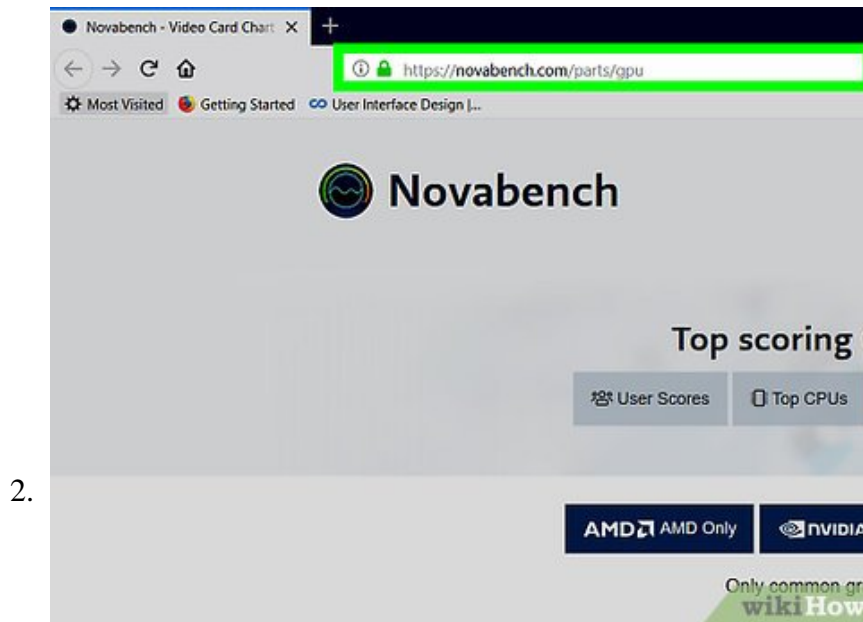 Novabench - Video Card Chart
https://novabench.com/parts/gpu
Most Visited Getting Started User Interface Design |...
Novabench
Top scoring
User Scores Top CPUs
2.
AMD AMD Only NVIDIA
Only common gr
wikiHow